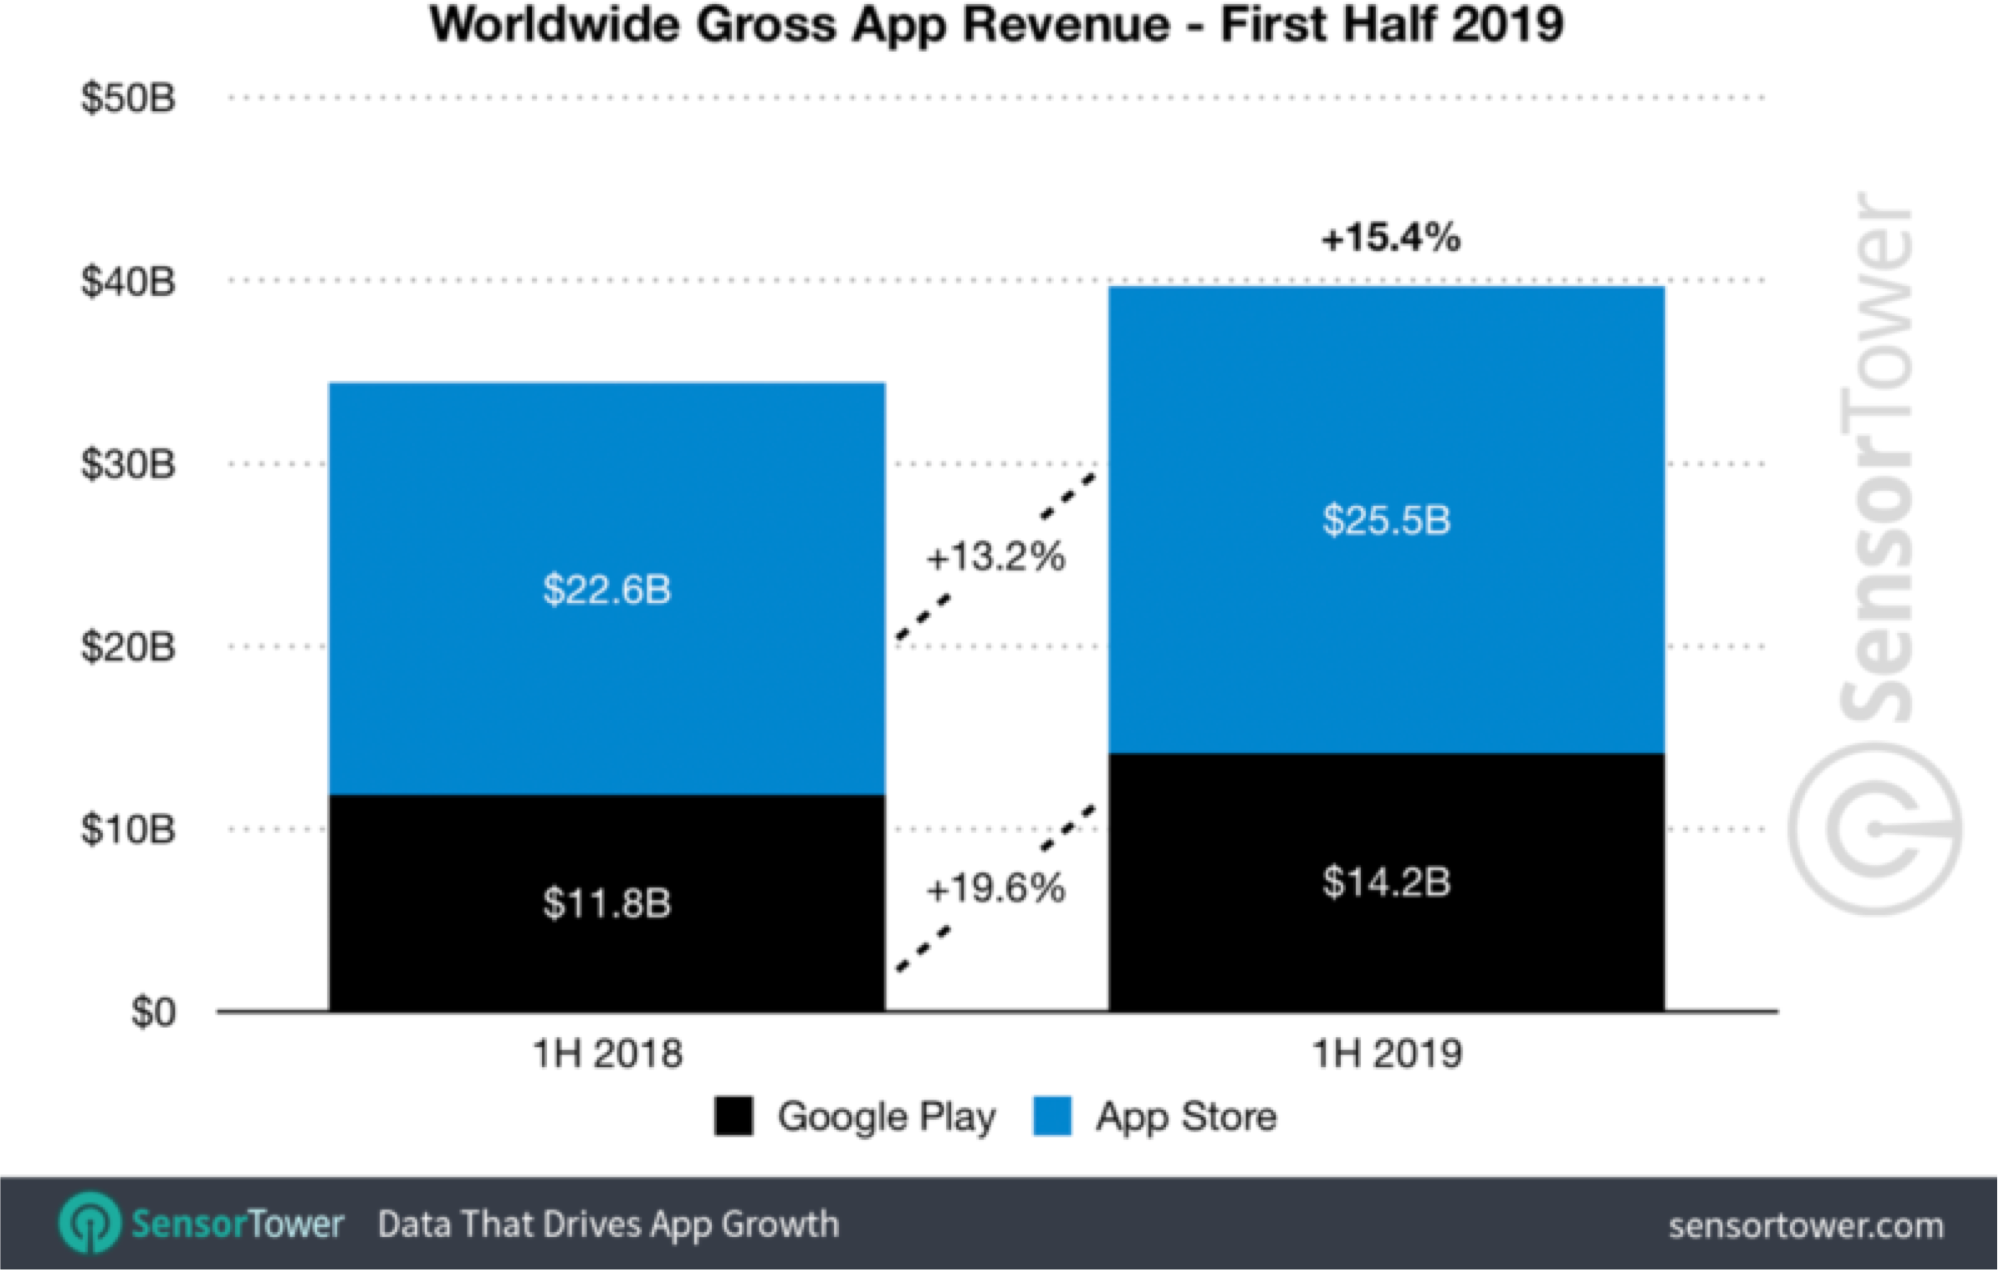 Worldwide Gross App Revenue - First Half 2019
$50B
$40B
$30B
$20B
$10B
$0
+15.4%
$22.6B
$11.8B
+13.2%
+19.6%
$25.5B
$14.2B
1H 2018
1H 2019
Google Play
App Store
SensorTower
SensorTower
Data That Drives App Growth
sensortower.com